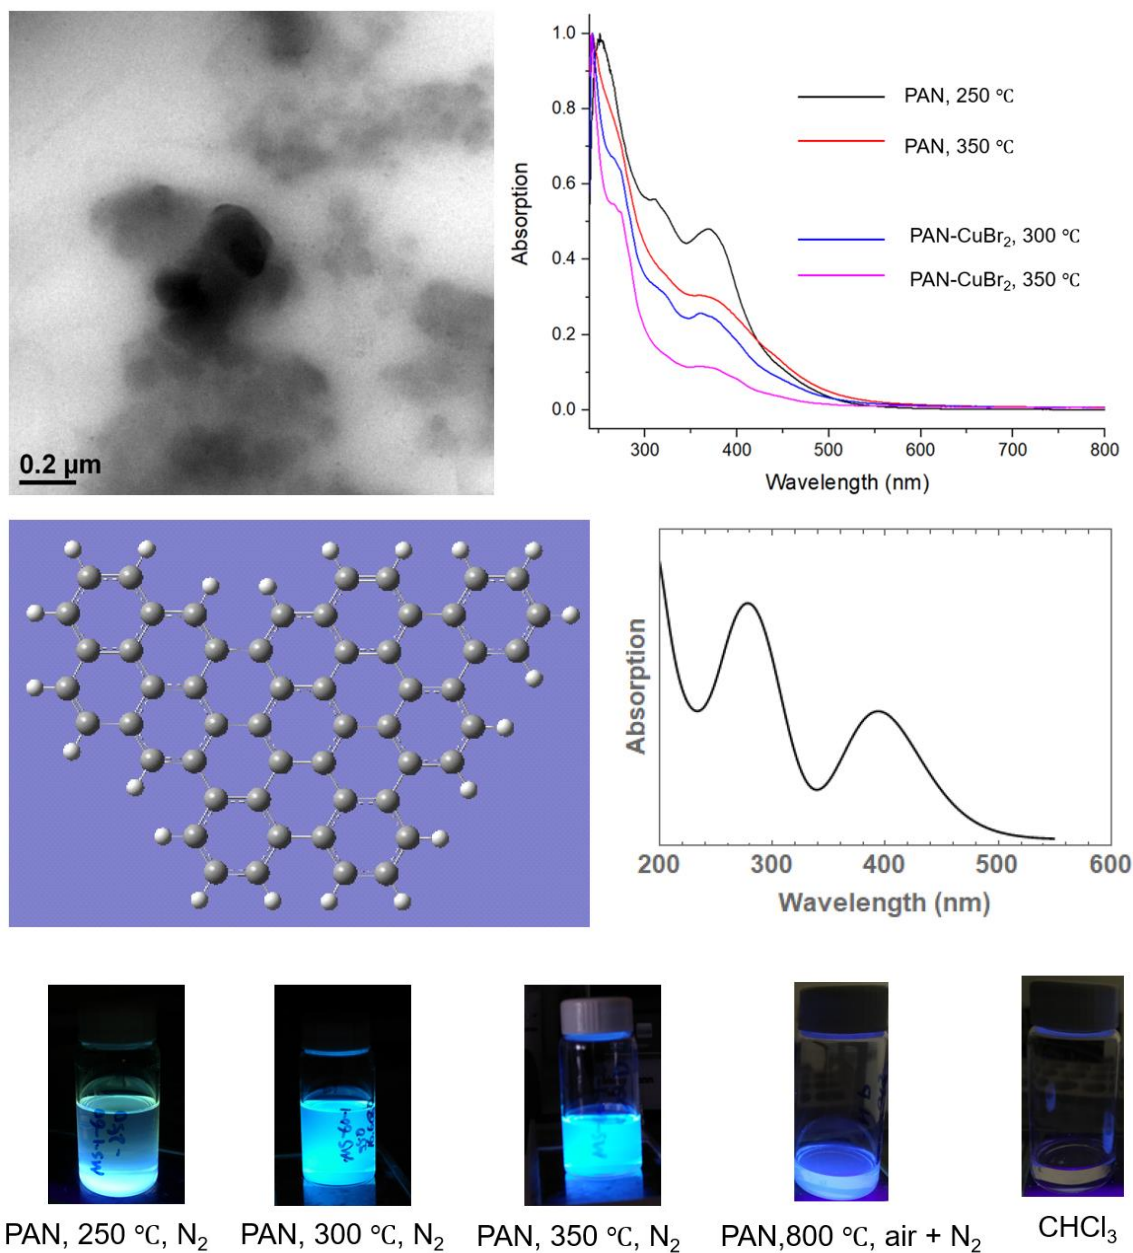 0.2 µm
1.0
0.8
0.6
0.4
0.2
0.0
Absorption
300 400 500 600 700 800
Wavelength (nm)
PAN, 250 ℃
PAN, 350 ℃
PAN-CuBr₂, 300 ℃
PAN-CuBr₂, 350 ℃
Absorption
200 300 400 500 600
Wavelength (nm)
PAN, 250 ℃, N₂
PAN, 300 ℃, N₂
PAN, 350 ℃, N₂
PAN,800 ℃, air + N₂
CHCl₃